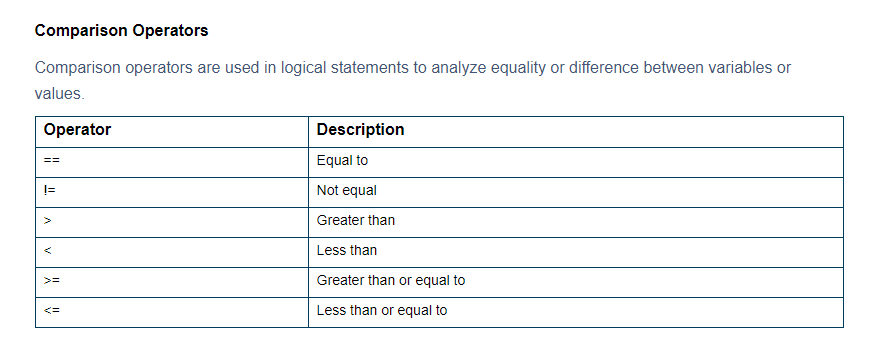 Comparison Operators
Comparison operators are used in logical statements to analyze equality or difference between variables or
values.
Operator Description
== Equal to
!= Not equal
> Greater than
< Less than
>= Greater than or equal to
<= Less than or equal to